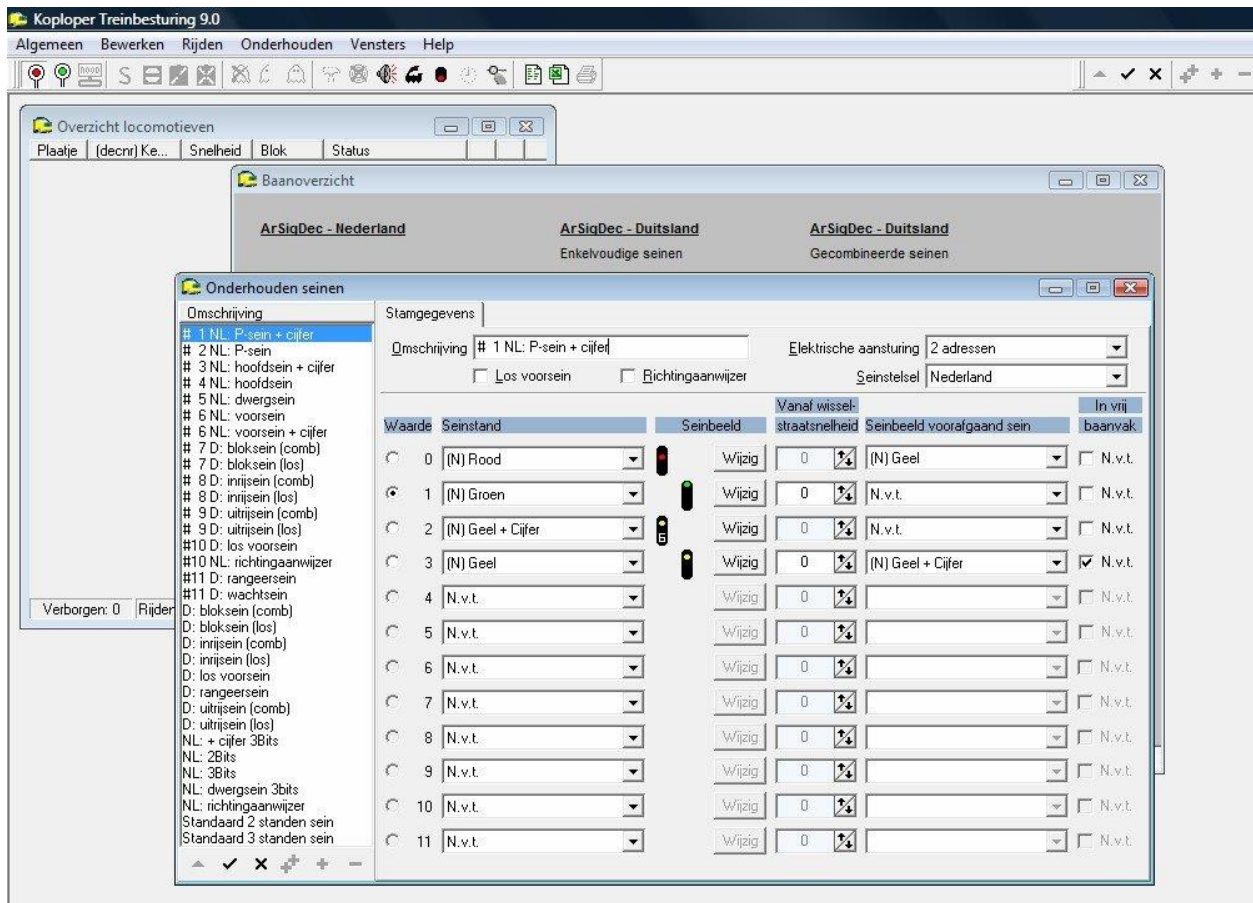 Koploper Treinbesturing 9.0
Algemeen Bewerken Rijden Onderhouden Vensters Help
noop S
Overzicht locomotieven
Plaatje (decnr) Ke... Snelheid Blok Status
Baanoverzicht
ArSigDec - Nederland ArSigDec - Duitsland ArSigDec - Duitsland
Enkelvoudige seinen Gecombineerde seinen
Verborgen: 0 Rijden
Onderhouden seinen
Omschrijving
# 1 NL: P-sein + cijfer
# 2 NL: P-sein
# 3 NL: hoofdsein + cijfer
# 4 NL: hoofdsein
# 5 NL: dwergsein
# 6 NL: voorsein
# 6 NL: voorsein + cijfer
# 7 D: bloksein (comb)
# 7 D: bloksein (los)
# 8 D: inrijsein (comb)
# 8 D: inrijsein (los)
# 9 D: uitrijsein (comb)
# 9 D: uitrijsein (los)
#10 D: los voorsein
#10 NL: richtingaanwijzer
#11 D: rangeersein
#11 D: wachtsein
D: bloksein (comb)
D: bloksein (los)
D: inrijsein (comb)
D: inrijsein (los)
D: los voorsein
D: rangeersein
D: uitrijsein (comb)
D: uitrijsein (los)
NL: + cijfer 3Bits
NL: 2Bits
NL: 3Bits
NL: dwergsein 3bits
NL: richtingaanwijzer
Standaard 2 standen sein
Standaard 3 standen sein
Stamgegevens
Omschrijving # 1 NL: P-sein + cijfer Elektrische aansturing 2 adressen
Los voorsein Richtingaanwijzer Seinstelsel Nederland
Vanaf wissel- In vrij
Waarde Seinstand Seinbeeld straatsnelheid Seinbeeld voorafgaand sein baanvak
0 (N) Rood Wijzig 0 (N) Geel N.v.t.
1 (N) Groen Wijzig 0 N.v.t. N.v.t.
2 (N) Geel + Cijfer 6 Wijzig 0 N.v.t. N.v.t.
3 (N) Geel Wijzig 0 (N) Geel + Cijfer N.v.t.
4 N.v.t. Wijzig 0 N.v.t.
5 N.v.t. Wijzig 0 N.v.t.
6 N.v.t. Wijzig 0 N.v.t.
7 N.v.t. Wijzig 0 N.v.t.
8 N.v.t. Wijzig 0 N.v.t.
9 N.v.t. Wijzig 0 N.v.t.
10 N.v.t. Wijzig 0 N.v.t.
11 N.v.t. Wijzig 0 N.v.t.